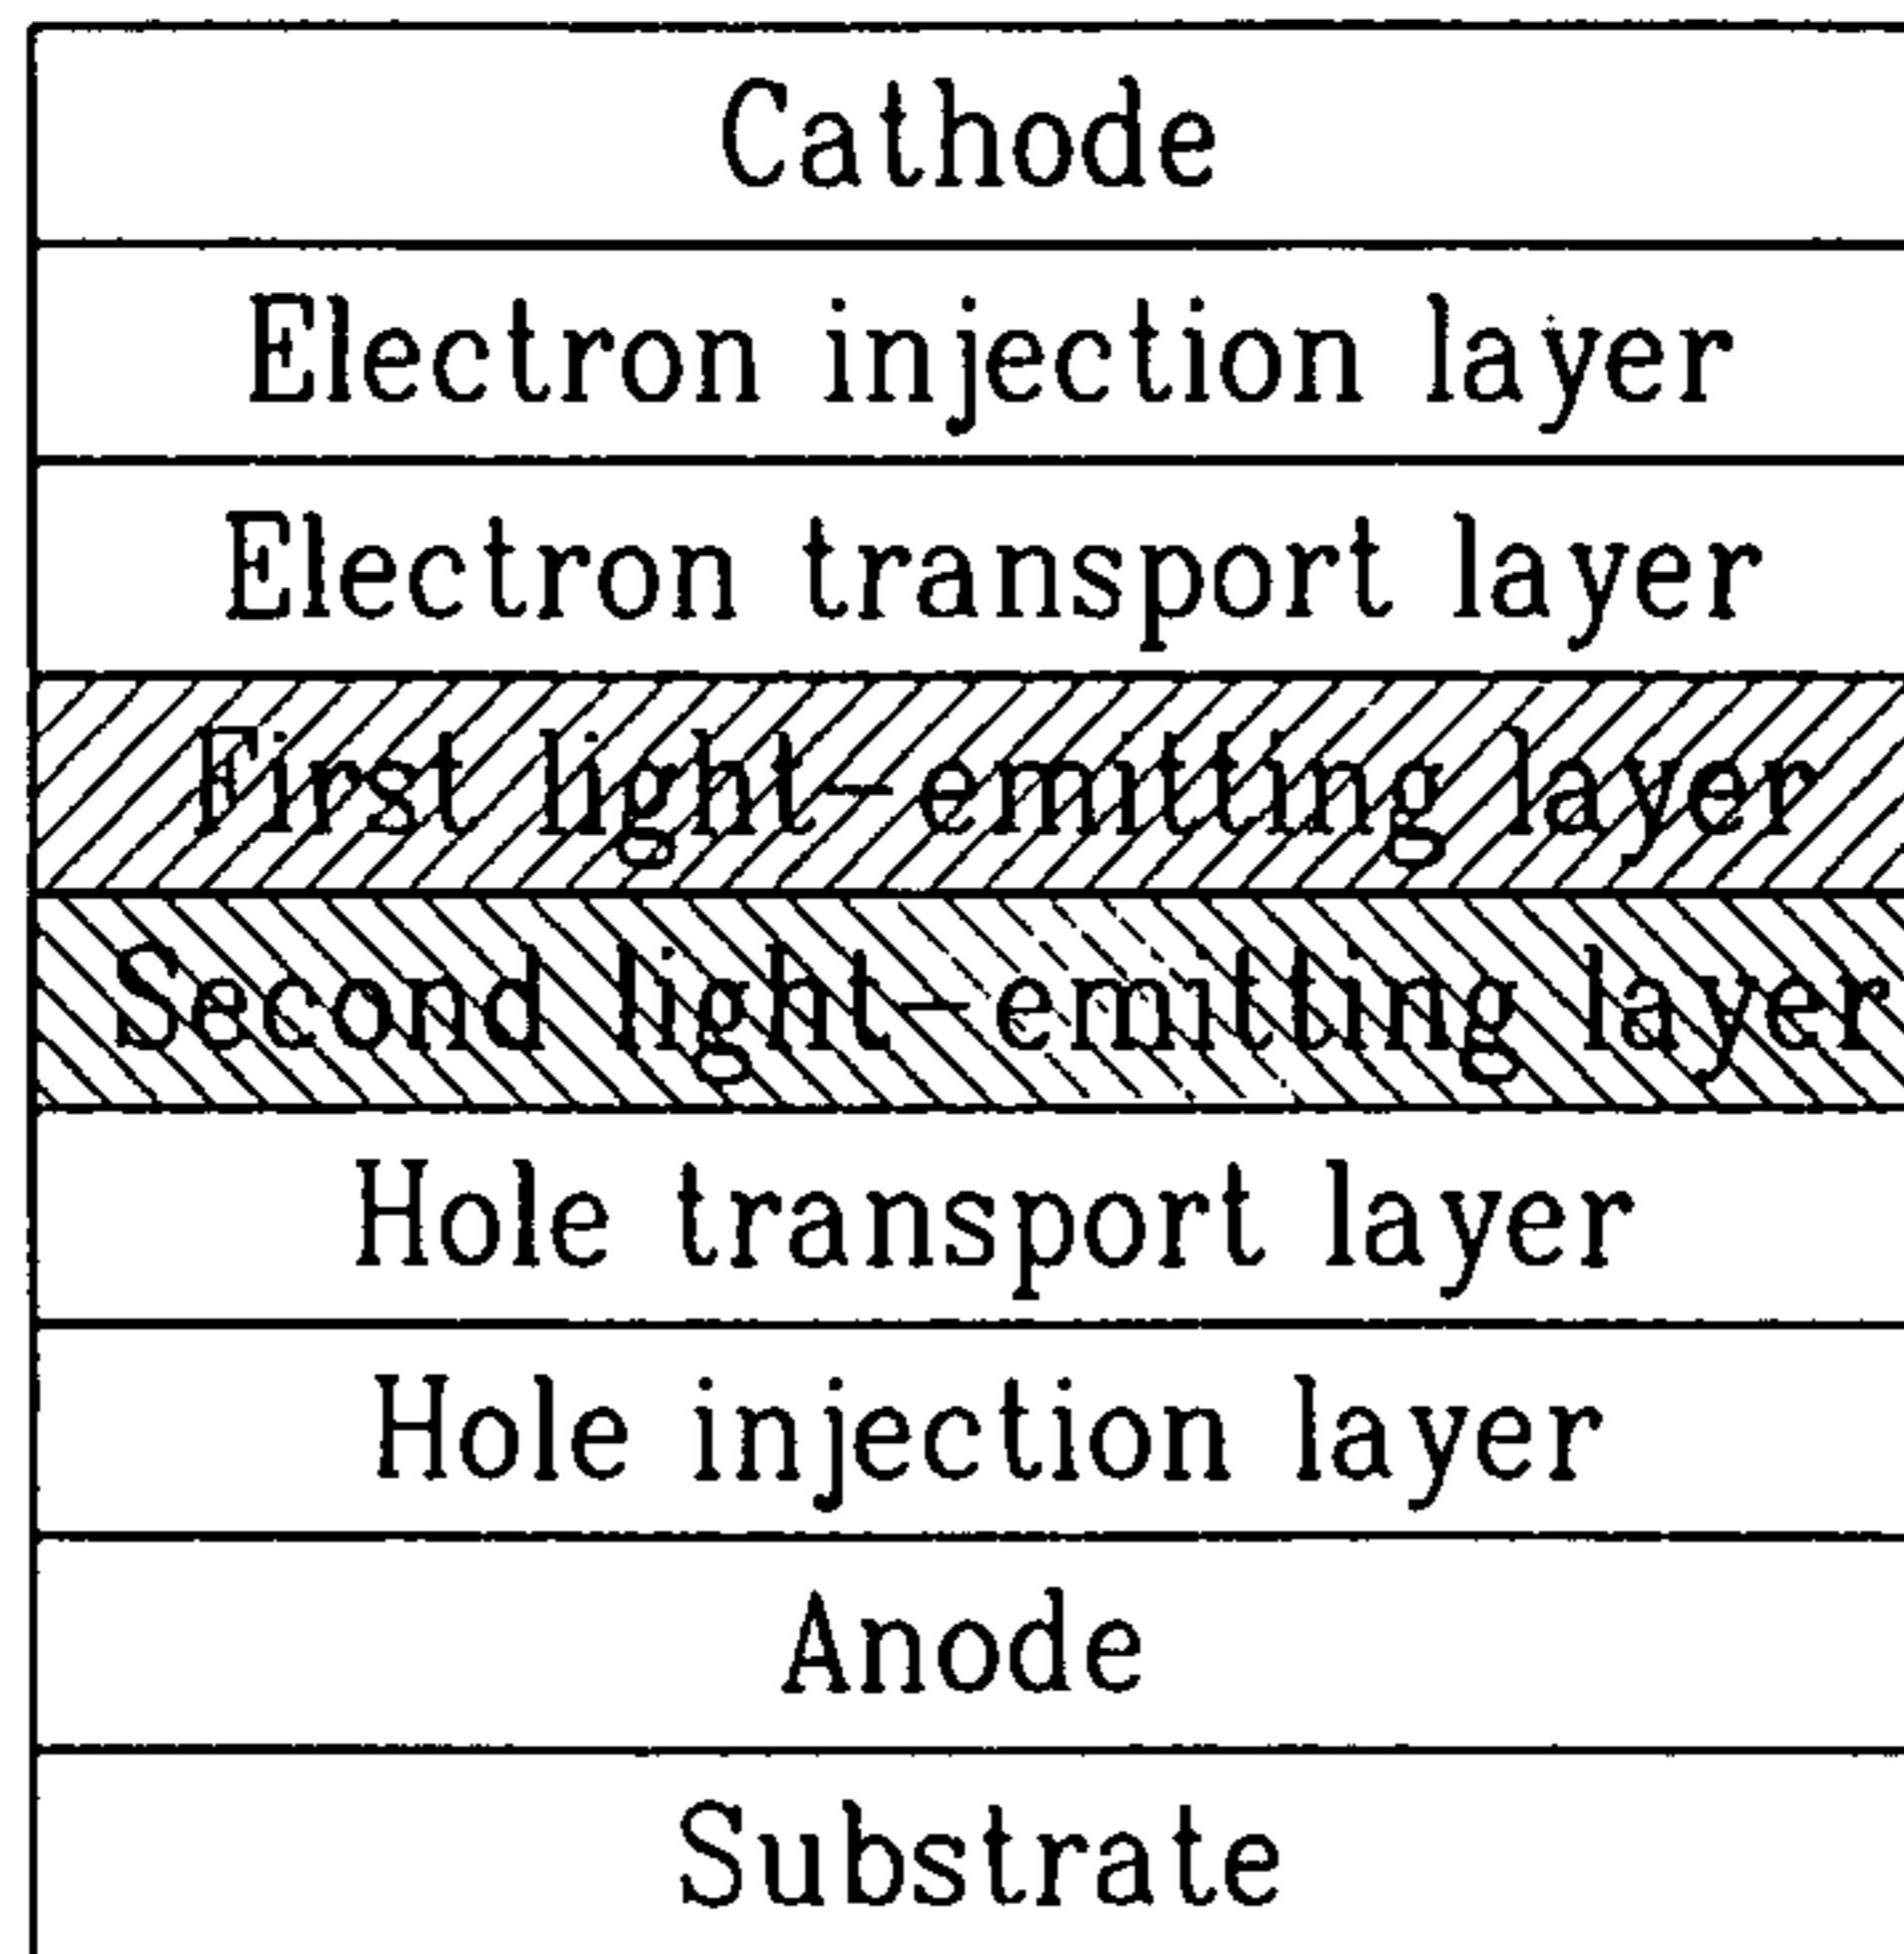 Cathode
Electron injection layer
Electron transport layer
First light-emitting layer
Second light-emitting layer
Hole transport layer
Hole injection layer
Anode
Substrate